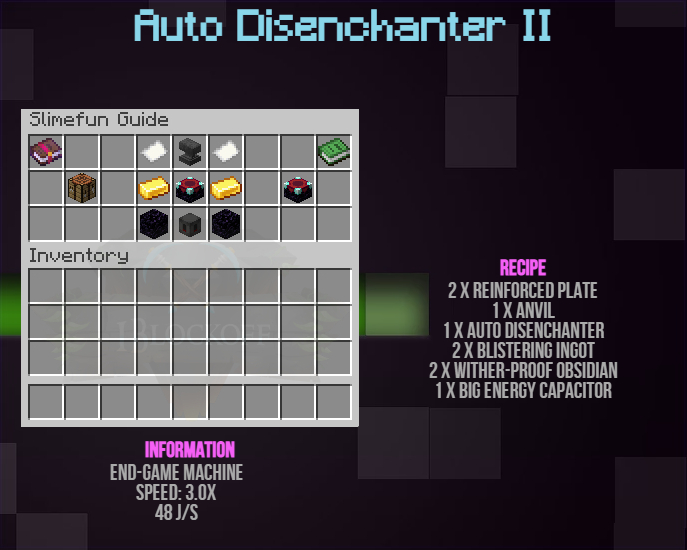 Auto Disenchanter II
Slimefun Guide
Inventory
IBLOCKOFF
RECIPE
2 X REINFORCED PLATE
1 X ANVIL
1 X AUTO DISENCHANTER
2 X BLISTERING INGOT
2 X WITHER-PROOF OBSIDIAN
1 X BIG ENERGY CAPACITOR
INFORMATION
END-GAME MACHINE
SPEED: 3.0X
48 J/S